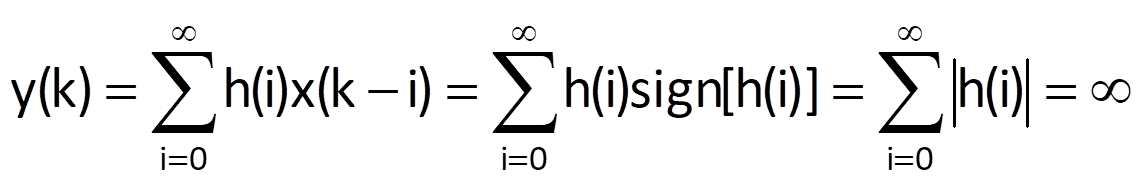 y(k) = ∑_{i=0}^{∞} h(i)x(k − i) = ∑_{i=0}^{∞} h(i)sign[h(i)] = ∑_{i=0}^{∞} |h(i)| = ∞